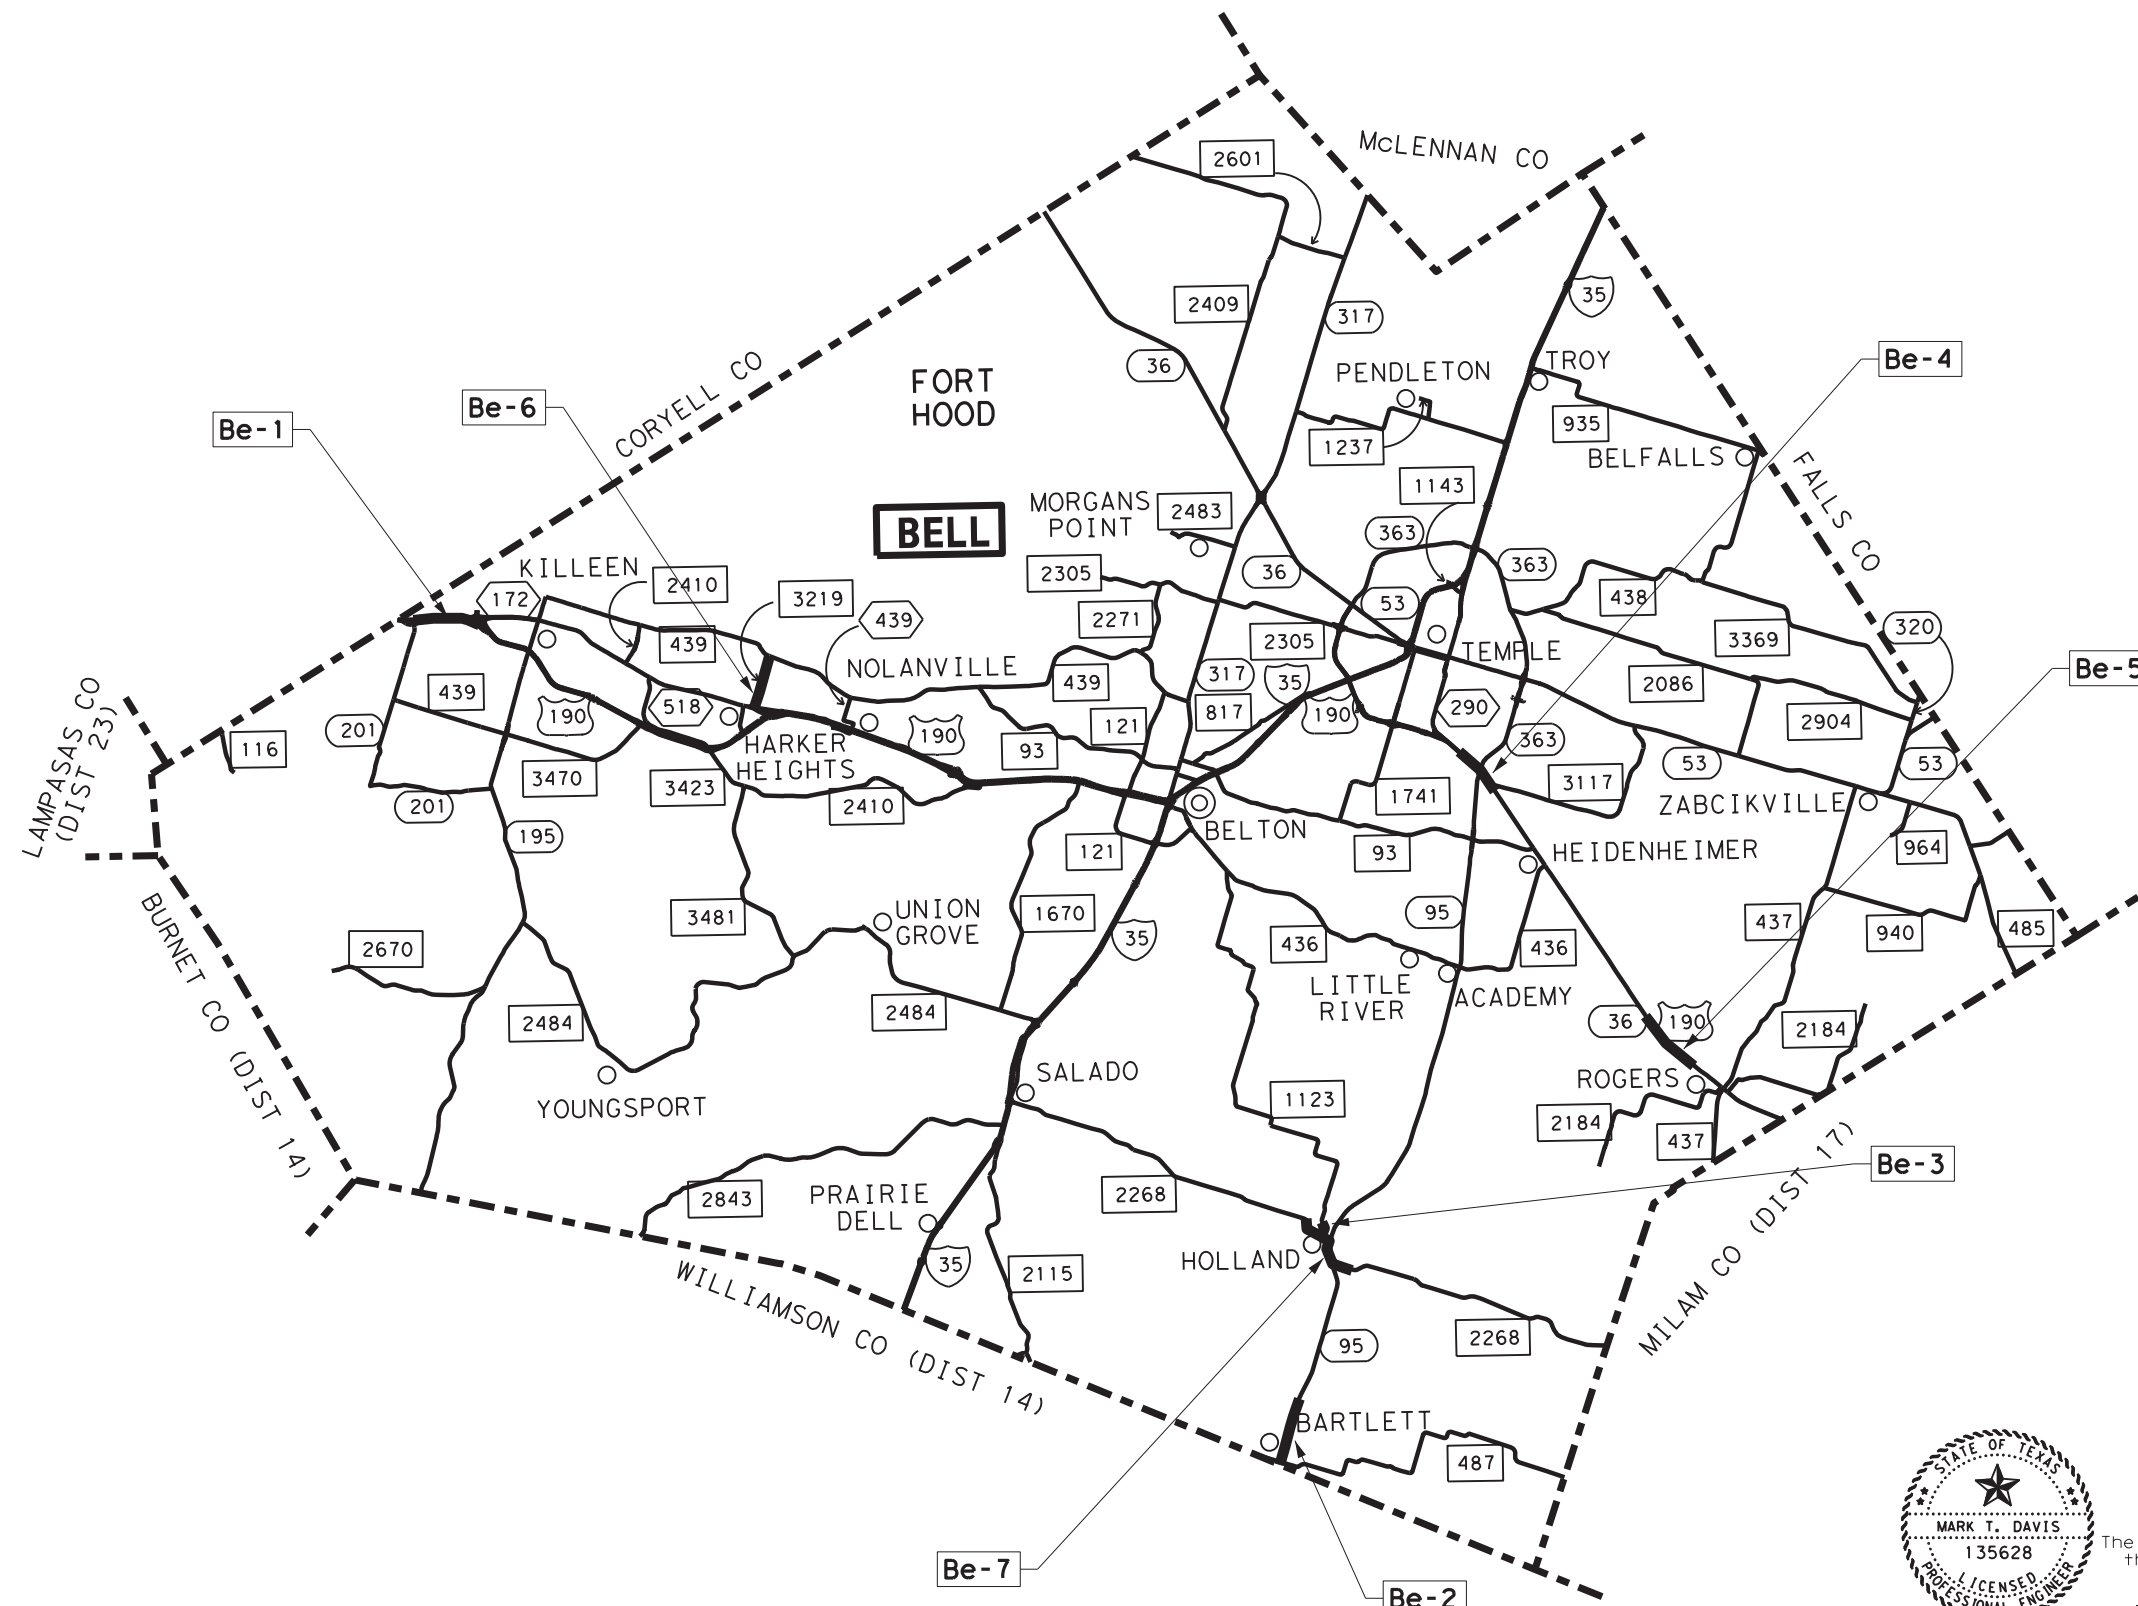 McLENNAN CO
2601
35
2409
317
TROY
PENDLETON
Be-4
36
CORYELL CO
FORT
HOOD
Be-6
Be-1
935
1237
BELFALLS
FALLS CO
1143
MORGANS
POINT
2483
BELL
363
363
KILLEEN
2410
2305
36
172
3219
439
53
438
320
2271
2305
439
TEMPLE
3369
NOLANVILLE
317
35
439
439
2086
Be-5
LAMPASAS CO
(DIST 23)
201
190
518
190
121
817
190
290
2904
116
HARKER
HEIGHTS
93
363
53
53
3470
3423
2410
1741
3117
ZABCIKVILLE
201
195
BELTON
121
93
HEIDENHEIMER
964
BURNET CO (DIST 14)
3481
UNION
GROVE
1670
35
95
437
940
485
2670
436
436
LITTLE
RIVER
ACADEMY
2484
2484
36
190
2184
SALADO
ROGERS
YOUNGSPORT
1123
2184
437
Be-3
2843
PRAIRIE
DELL
2268
MILAM CO (DIST 17)
HOLLAND
35
2115
WILLIAMSON CO (DIST 14)
95
2268
BARTLETT
487
Be-7
Be-2
STATE OF TEXAS
MARK T. DAVIS
135628
LICENSED
PROFESSIONAL ENGINEER
The